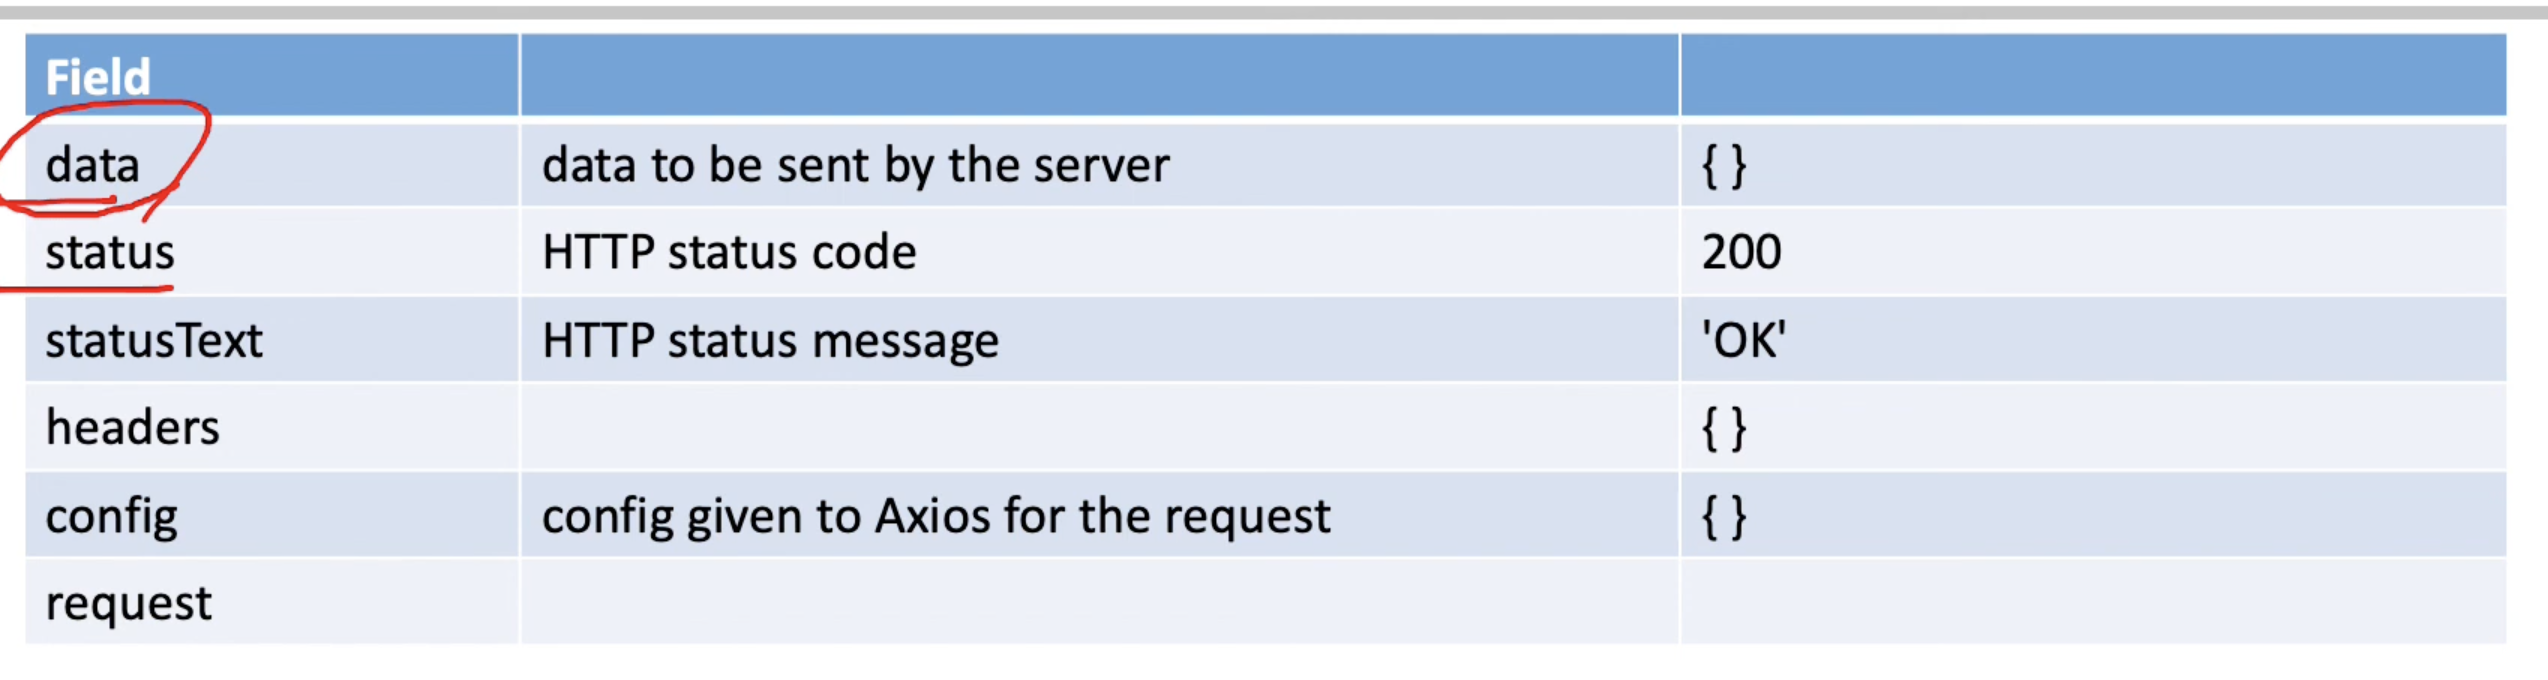 Field
data data to be sent by the server { }
status HTTP status code 200
statusText HTTP status message 'OK'
headers { }
config config given to Axios for the request { }
request